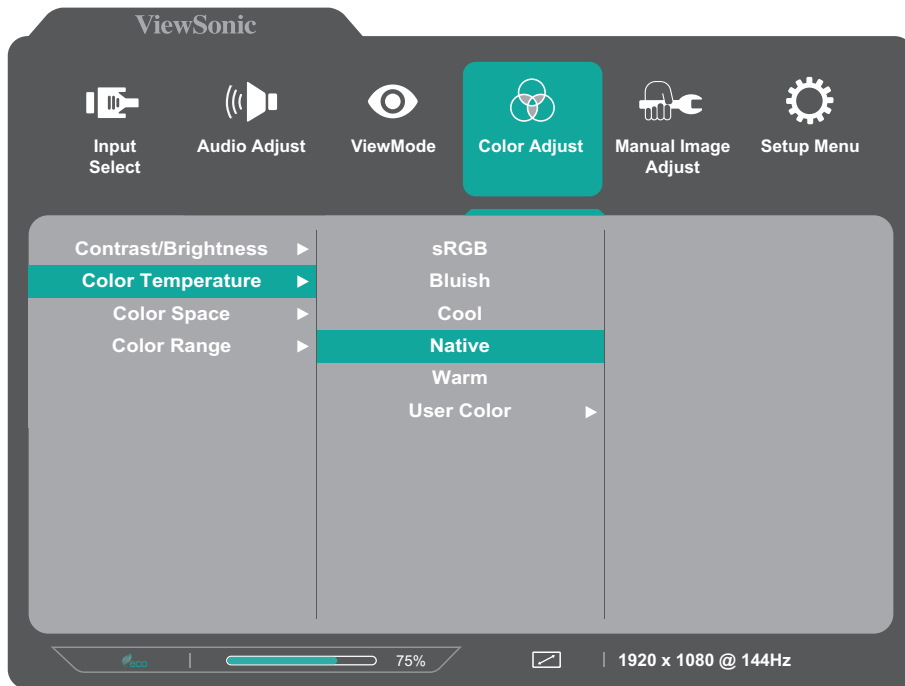 ViewSonic
Input Select
Audio Adjust
ViewMode
Color Adjust
Manual Image Adjust
Setup Menu
Contrast/Brightness
Color Temperature
Color Space
Color Range
sRGB
Bluish
Cool
Native
Warm
User Color
eco
75%
1920 x 1080 @ 144Hz